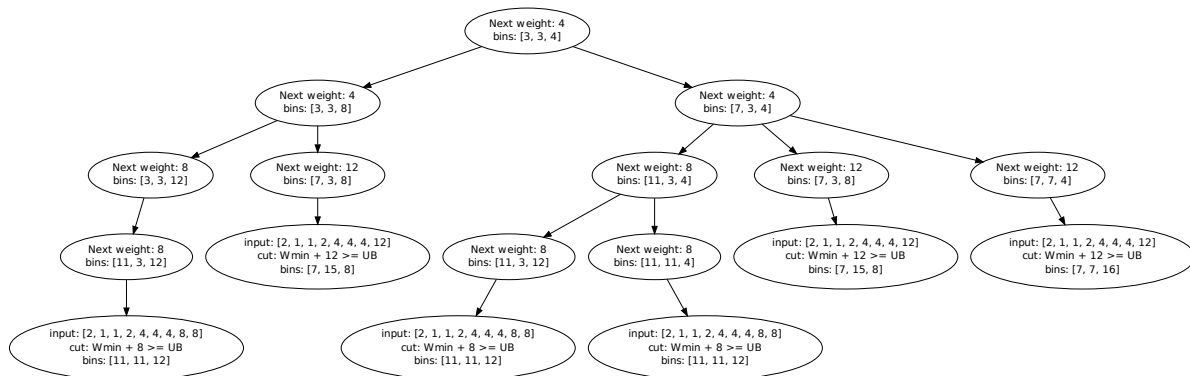 Next weight: 4
bins: [3, 3, 4]
Next weight: 4
bins: [3, 3, 8]
Next weight: 4
bins: [7, 3, 4]
Next weight: 8
bins: [3, 3, 12]
Next weight: 12
bins: [7, 3, 8]
Next weight: 8
bins: [11, 3, 4]
Next weight: 12
bins: [7, 3, 8]
Next weight: 12
bins: [7, 7, 4]
Next weight: 8
bins: [11, 3, 12]
input: [2, 1, 1, 2, 4, 4, 4, 12]
cut: Wmin + 12 >= UB
bins: [7, 15, 8]
Next weight: 8
bins: [11, 3, 12]
Next weight: 8
bins: [11, 11, 4]
input: [2, 1, 1, 2, 4, 4, 4, 12]
cut: Wmin + 12 >= UB
bins: [7, 15, 8]
input: [2, 1, 1, 2, 4, 4, 4, 12]
cut: Wmin + 12 >= UB
bins: [7, 7, 16]
input: [2, 1, 1, 2, 4, 4, 4, 8, 8]
cut: Wmin + 8 >= UB
bins: [11, 11, 12]
input: [2, 1, 1, 2, 4, 4, 4, 8, 8]
cut: Wmin + 8 >= UB
bins: [11, 11, 12]
input: [2, 1, 1, 2, 4, 4, 4, 8, 8]
cut: Wmin + 8 >= UB
bins: [11, 11, 12]